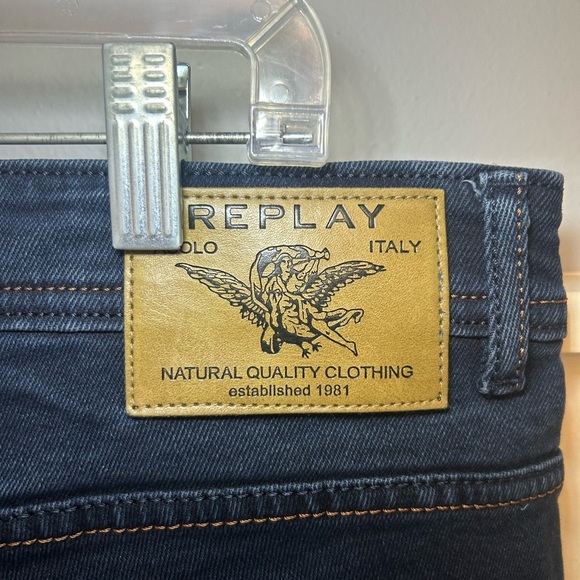 REPLAY
ITALY
NATURAL QUALITY CLOTHING
established 1981